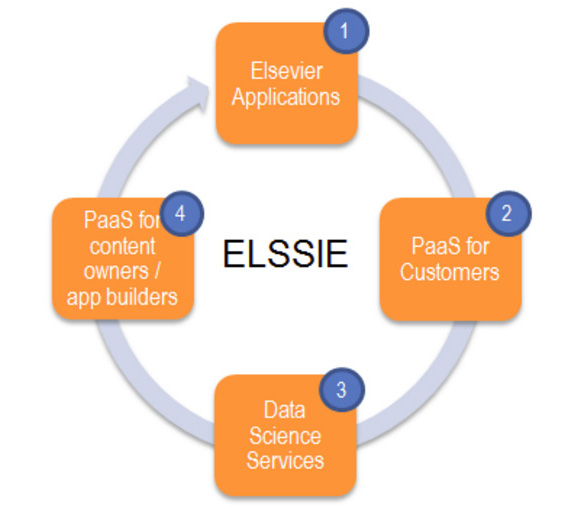 1
Elsevier
Applications
2
PaaS for
Customers
3
Data
Science
Services
4
PaaS for
content
owners /
app builders
ELSSIE